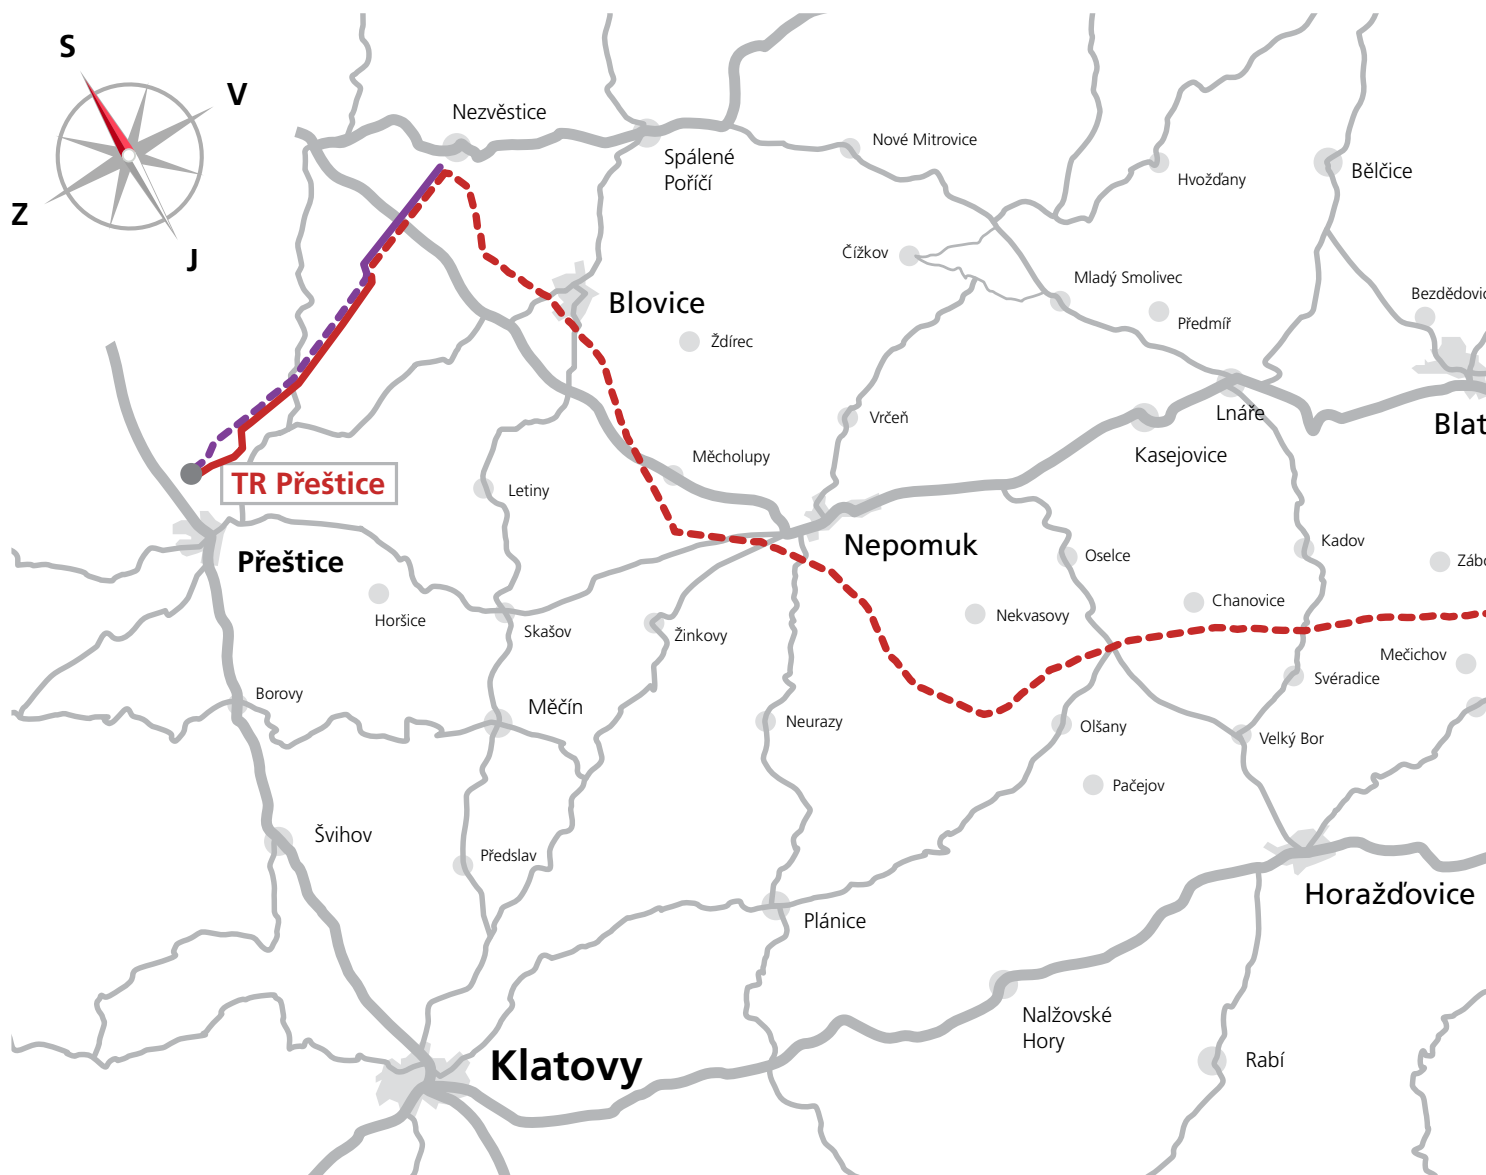 S
V
Z
J
Nezvěstice
Spálené
Poříčí
Nové Mitrovice
Hvožďany
Bělčice
Čížkov
Mladý Smolivec
Předmíř
Bezdědovic
Blovice
Ždírec
Vrčeň
Lnáře
Kasejovice
Blat
Měcholupy
Letiny
TR Přeštice
Přeštice
Nepomuk
Oselce
Kadov
Zábo
Horšice
Skašov
Žinkovy
Nekvasovy
Chanovice
Mečichov
Svéradice
Borovy
Měčín
Neurazy
Olšany
Velký Bor
Pačejov
Švihov
Předslav
Plánice
Horažďovice
Nalžovské
Hory
Rabí
Klatovy